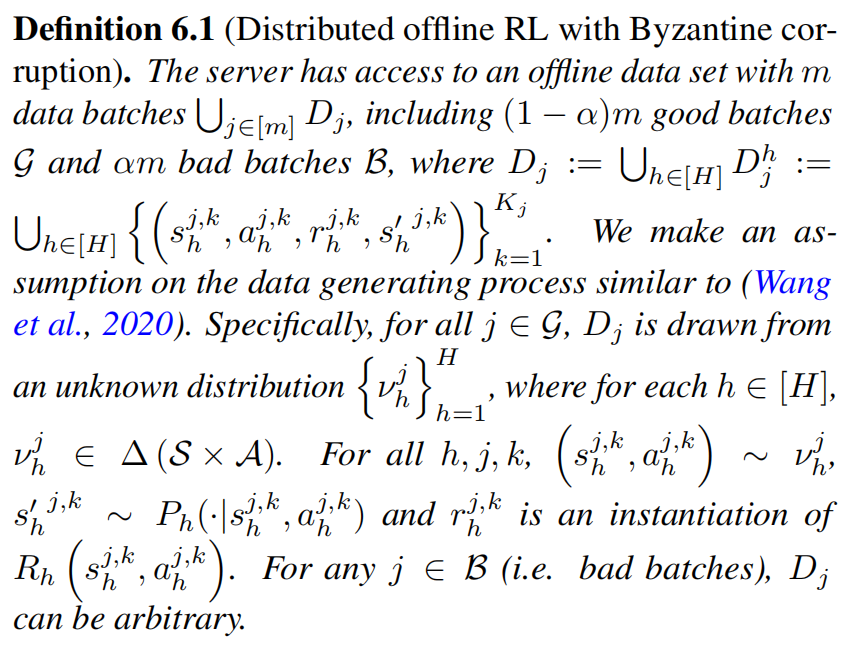 Definition 6.1 (Distributed offline RL with Byzantine cor-
ruption). The server has access to an offline data set with m
data batches $\bigcup_{j\in[m]} D_j$, including $(1-\alpha)m$ good batches
$\mathcal{G}$ and $\alpha m$ bad batches $\mathcal{B}$, where $D_j := \bigcup_{h\in[H]} D_j^h :=$
$\bigcup_{h\in[H]} \left\{\left(s_h^{j,k}, a_h^{j,k}, r_h^{j,k}, {s'_h}^{j,k}\right)\right\}_{k=1}^{K_j}$. We make an as-
sumption on the data generating process similar to (Wang
et al., 2020). Specifically, for all $j \in \mathcal{G}$, $D_j$ is drawn from
an unknown distribution $\left\{\nu_h^j\right\}_{h=1}^{H}$, where for each $h \in [H]$,
$\nu_h^j \in \Delta(\mathcal{S} \times \mathcal{A})$. For all $h, j, k$, $\left(s_h^{j,k}, a_h^{j,k}\right) \sim \nu_h^j$,
${s'_h}^{j,k} \sim P_h(\cdot|s_h^{j,k}, a_h^{j,k})$ and $r_h^{j,k}$ is an instantiation of
$R_h\left(s_h^{j,k}, a_h^{j,k}\right)$. For any $j \in \mathcal{B}$ (i.e. bad batches), $D_j$
can be arbitrary.